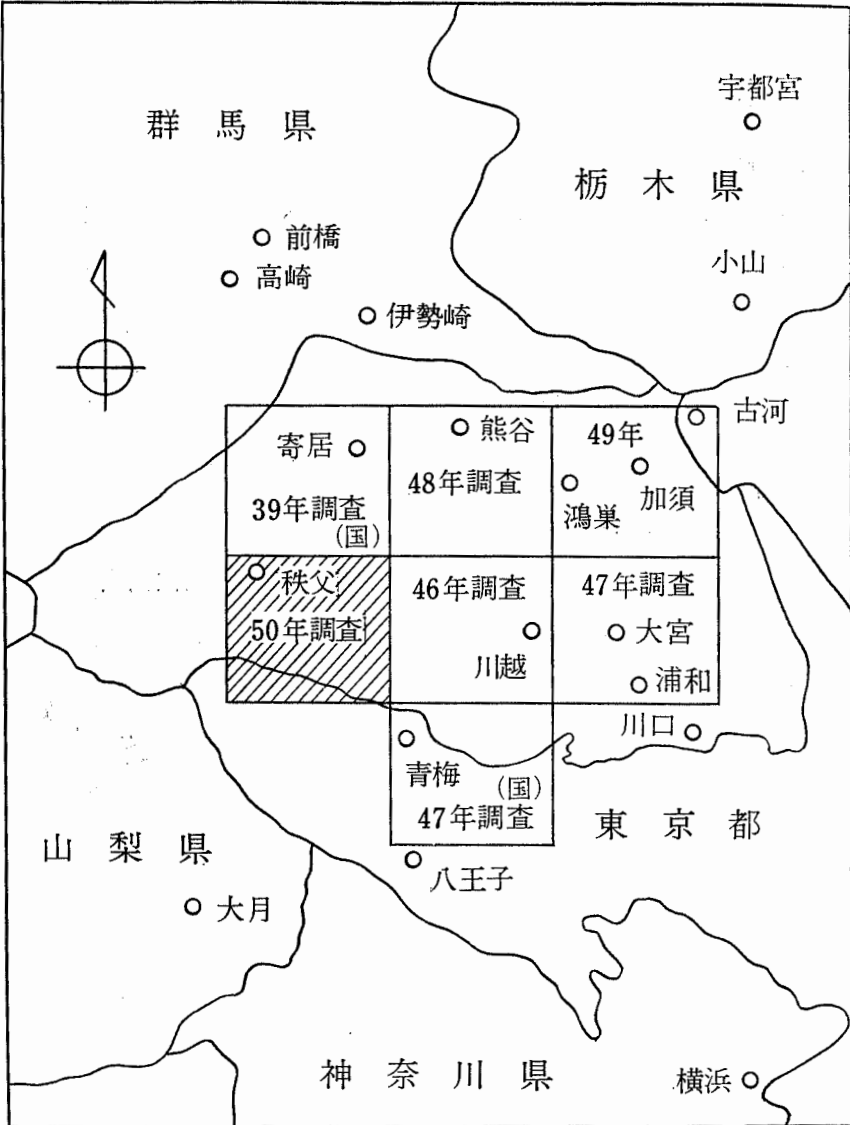 宇都宮
群馬県
栃木県
前橋
小山
高崎
伊勢崎
古河
熊谷
49年
寄居
加須
48年調査
鴻巣
39年調査
(国)
秩父
46年調査
47年調査
50年調査
大宮
川越
浦和
川口
青梅
(国)
47年調査
東京都
山梨県
八王子
大月
神奈川県
横浜